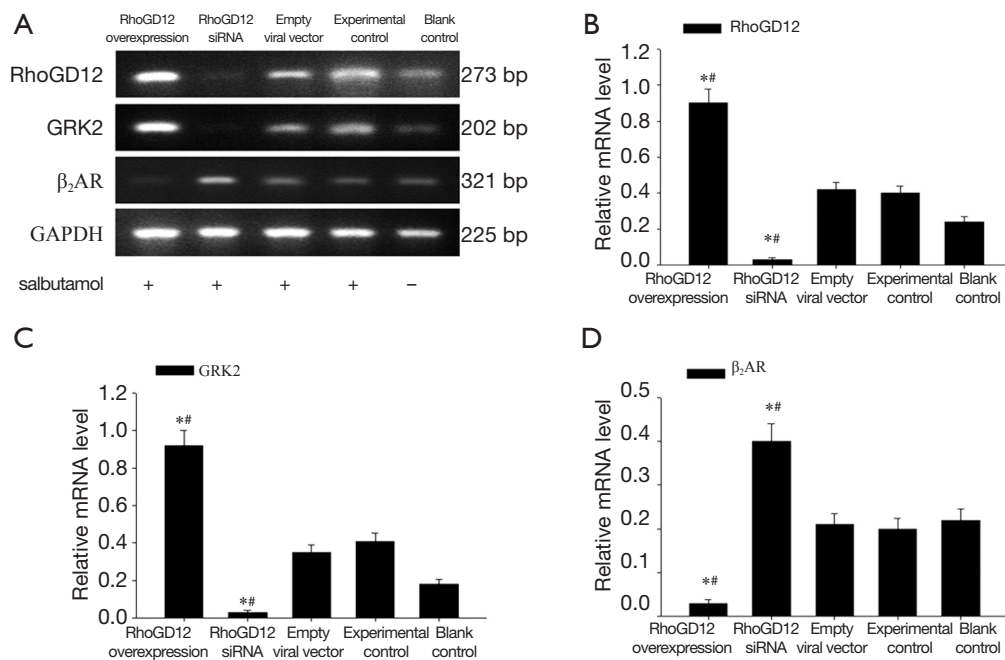 A
RhoGD12 RhoGD12 Empty Experimental Blank
overexpression siRNA viral vector control control
RhoGD12 273 bp
GRK2 202 bp
β₂AR 321 bp
GAPDH 225 bp
salbutamol + + + + −
B
RhoGD12
Relative mRNA level
1.2
1.0
0.8
0.6
0.4
0.2
0.0
*#
*#
RhoGD12 RhoGD12 Empty Experimental Blank
overexpression siRNA viral vector control control
C
GRK2
Relative mRNA level
1.2
1.0
0.8
0.6
0.4
0.2
0.0
*#
*#
RhoGD12 RhoGD12 Empty Experimental Blank
overexpression siRNA viral vector control control
D
β₂AR
Relative mRNA level
0.5
0.4
0.3
0.2
0.1
0.0
*#
*#
RhoGD12 RhoGD12 Empty Experimental Blank
overexpression siRNA viral vector control control